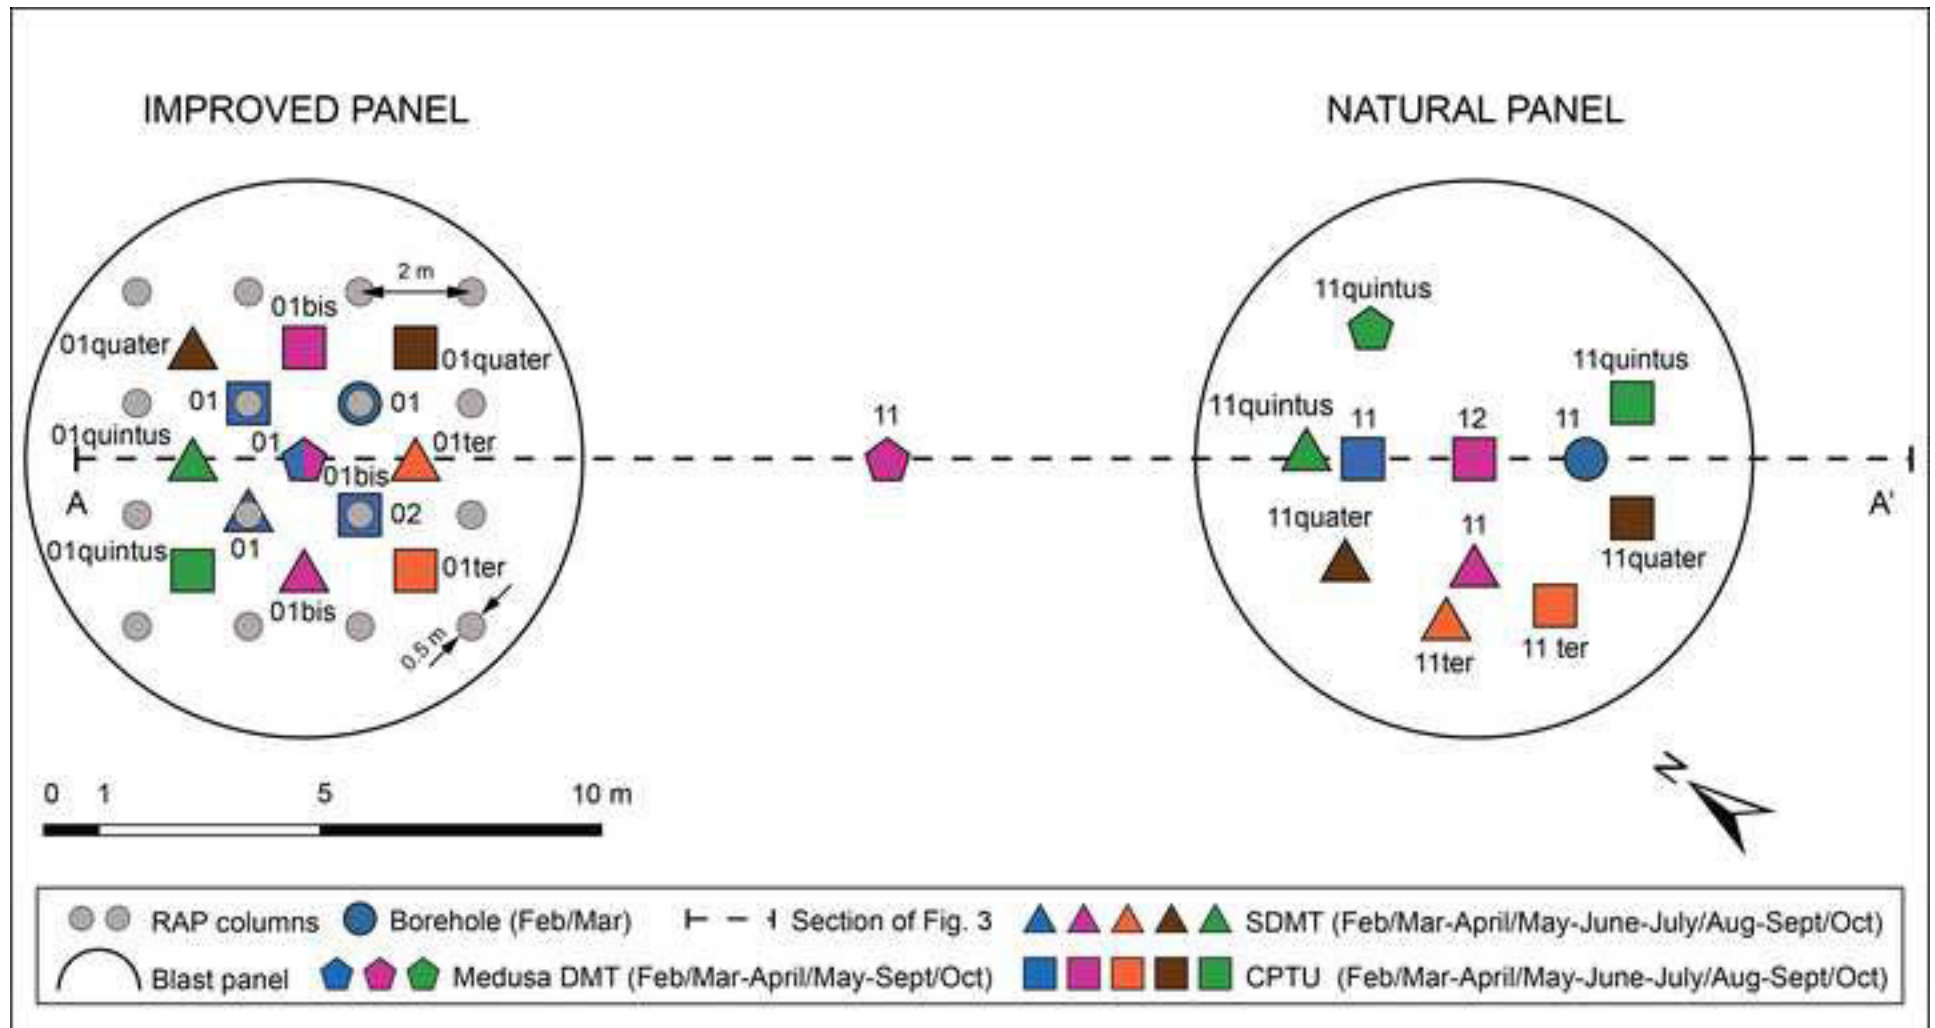 IMPROVED PANEL
NATURAL PANEL
2 m
01bis
01quater
01quater
01
01
01quintus
01
01ter
01bis
A
02
01
01quintus
01ter
01bis
0.5 m
11
11quintus
11quintus
11quintus
11
12
11
A'
11quater
11
11quater
11ter
11 ter
N
0 1 5 10 m
RAP columns
Borehole (Feb/Mar)
Section of Fig. 3
SDMT (Feb/Mar-April/May-June-July/Aug-Sept/Oct)
Blast panel
Medusa DMT (Feb/Mar-April/May-Sept/Oct)
CPTU (Feb/Mar-April/May-June-July/Aug-Sept/Oct)